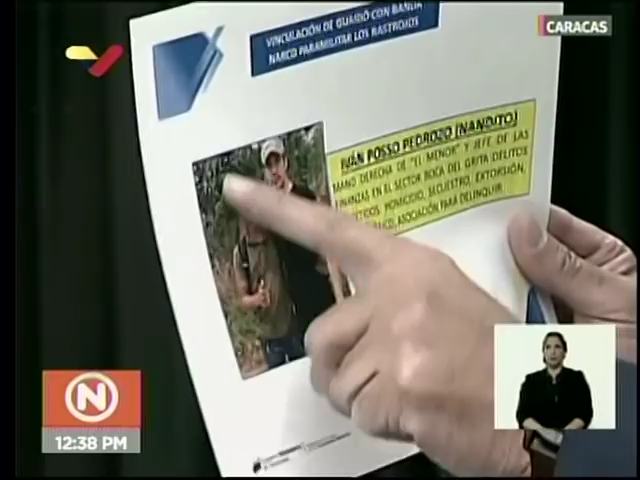 VINCULACIÓN DE GUAIDÓ CON BANDA
NARCO PARAMILITAR LOS RASTROJOS
CARACAS
IVÁN POSSO PEDROZO (NANDITO)
MANO DERECHA DE "EL MENOR" Y JEFE DE LAS
FINANZAS EN EL SECTOR BOCA DEL GRITA DELITOS
HOMICIDIO, SECUESTRO, EXTORSIÓN,
ASOCIACIÓN PARA DELINQUIR.
N
12:38 PM